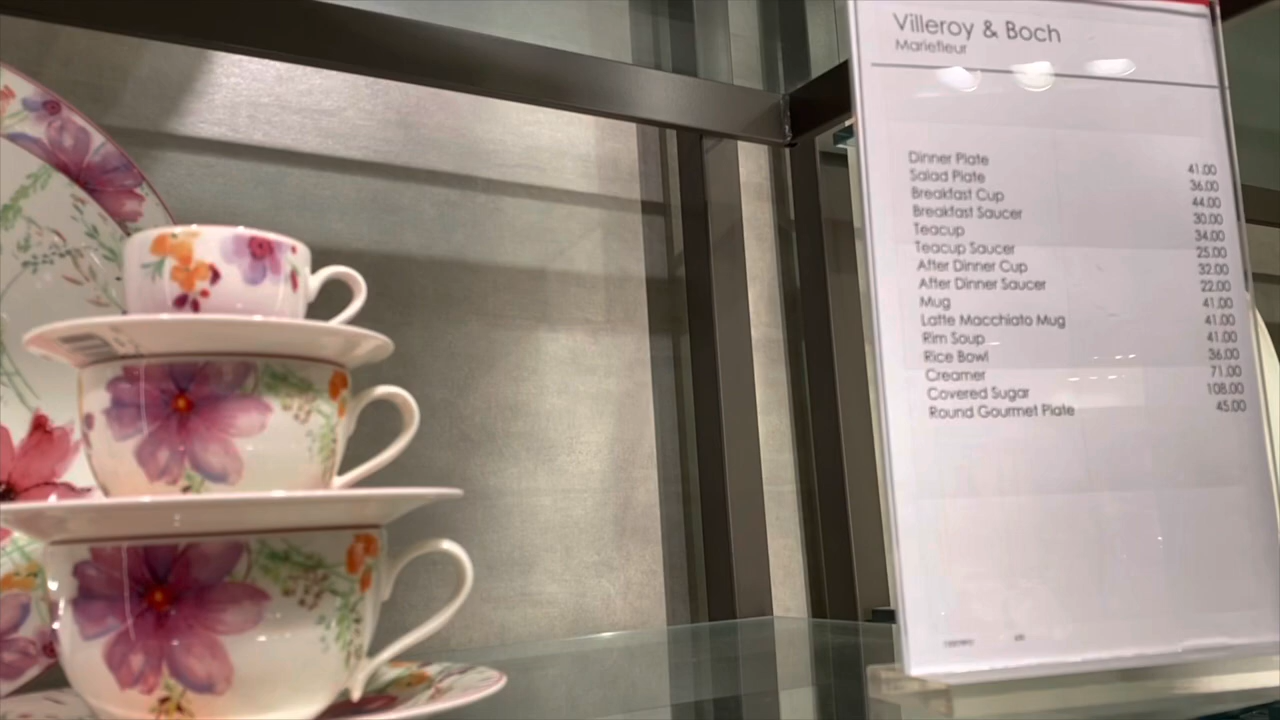 Villeroy & Boch
Mariefleur
Dinner Plate 41.00
Salad Plate 36.00
Breakfast Cup 44.00
Breakfast Saucer 30.00
Teacup 34.00
Teacup Saucer 25.00
After Dinner Cup 32.00
After Dinner Saucer 22.00
Mug 41.00
Latte Macchiato Mug 41.00
Rim Soup 41.00
Rice Bowl 36.00
Creamer 71.00
Covered Sugar 108.00
Round Gourmet Plate 45.00